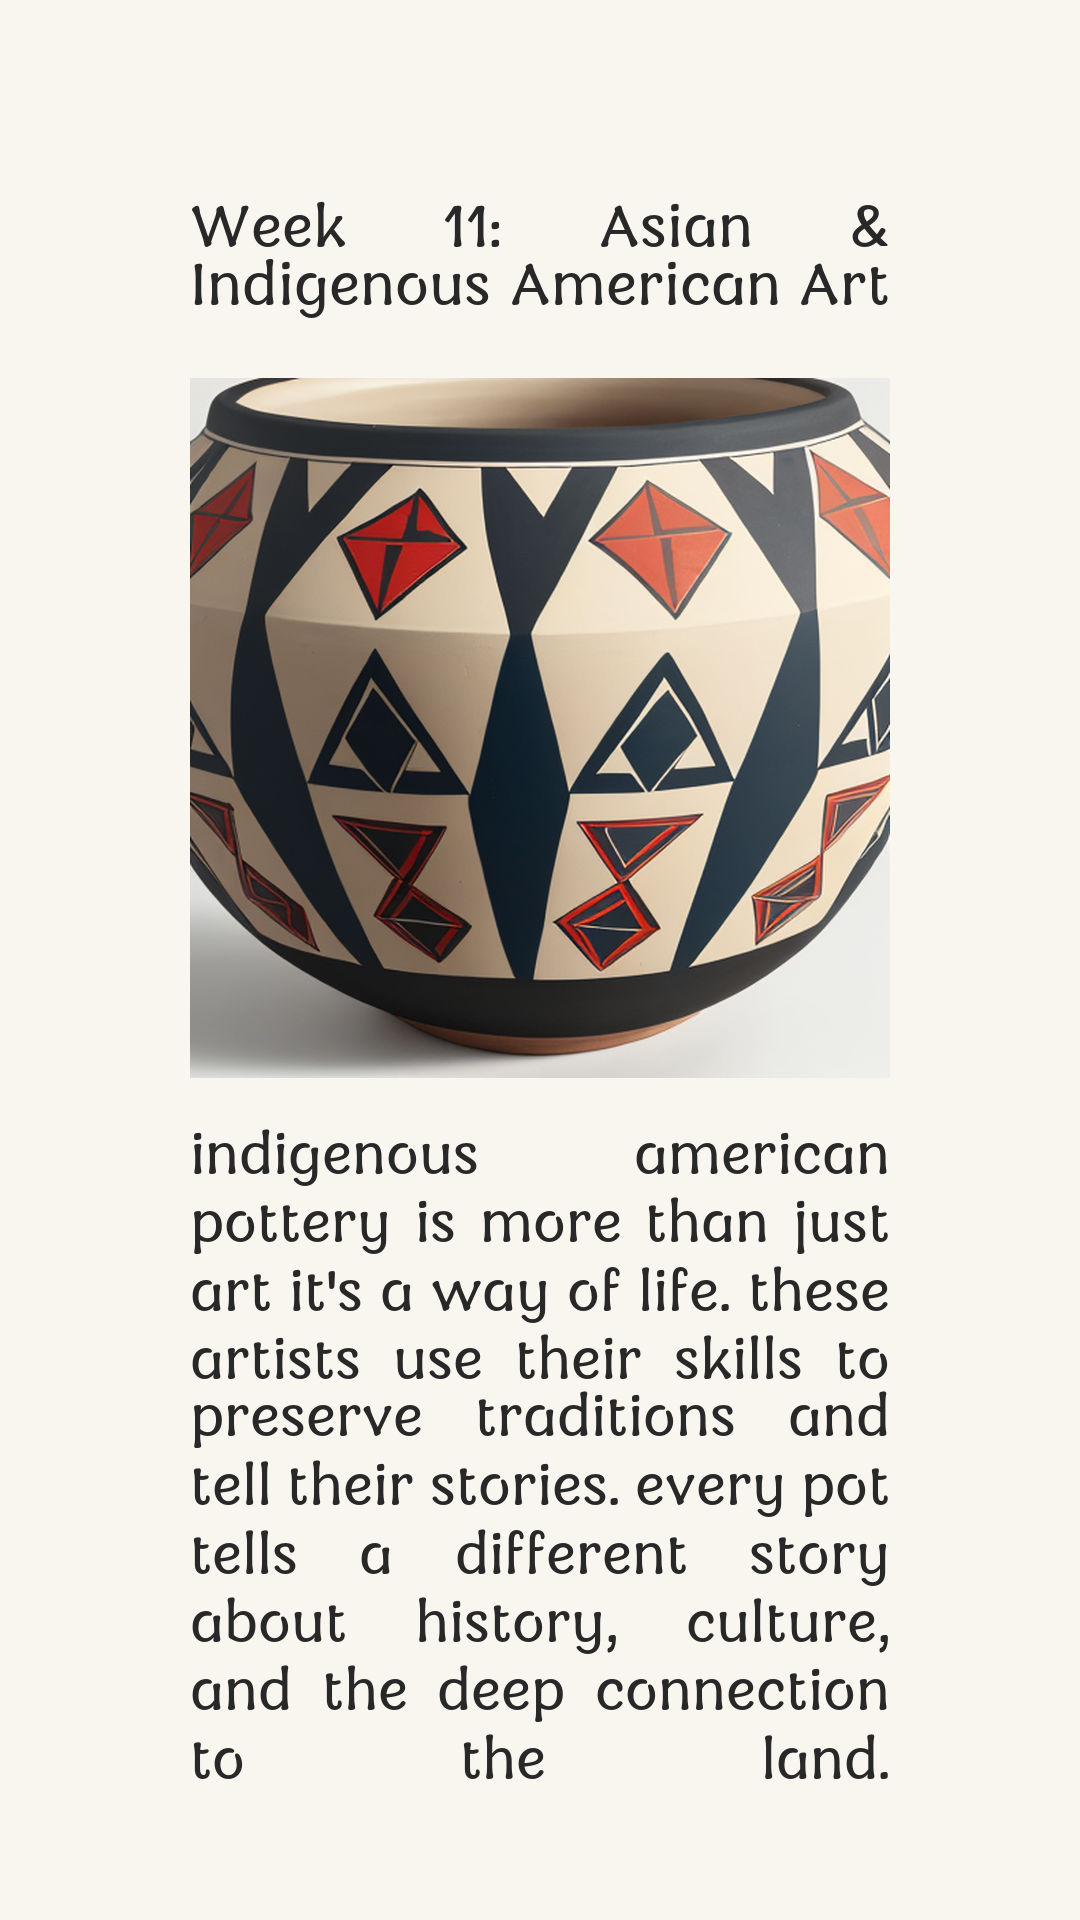 Week 11: Asian &
Indigenous American Art
indigenous american
pottery is more than just
art it's a way of life. these
artists use their skills to
preserve traditions and
tell their stories. every pot
tells a different story
about history, culture,
and the deep connection
to the land.